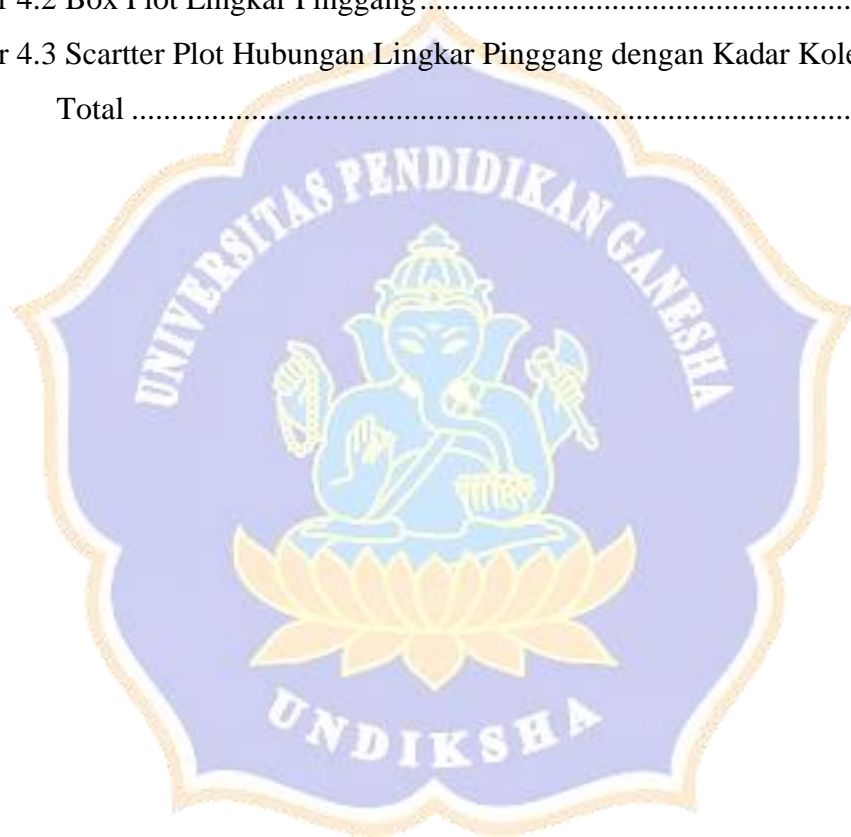 r 4.2 Box Plot Lingkar Pinggang
r 4.3 Scartter Plot Hubungan Lingkar Pinggang dengan Kadar Kole
Total
UNIVERSITAS PENDIDIKAN GANESHA
UNDIKSHA